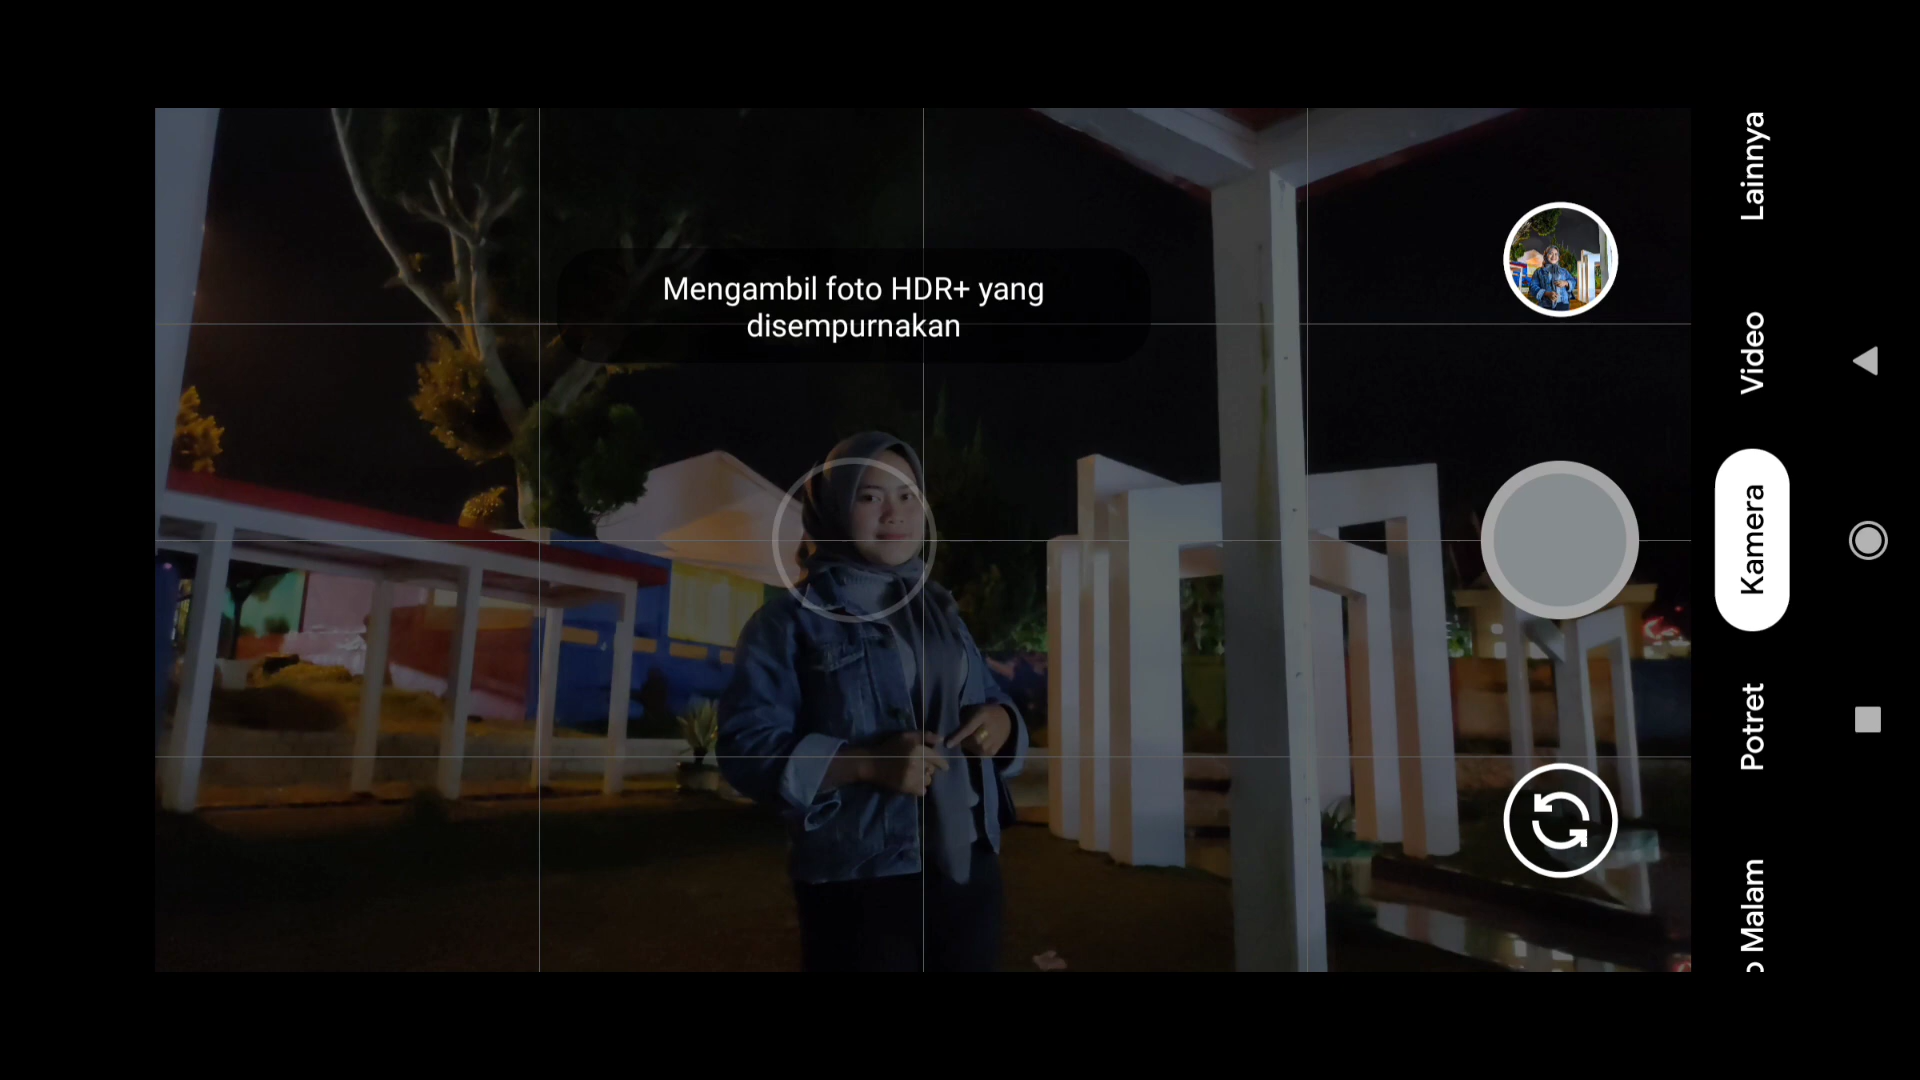 Mengambil foto HDR+ yang
disempurnakan
Lainnya
Video
Kamera
Potret
Malam